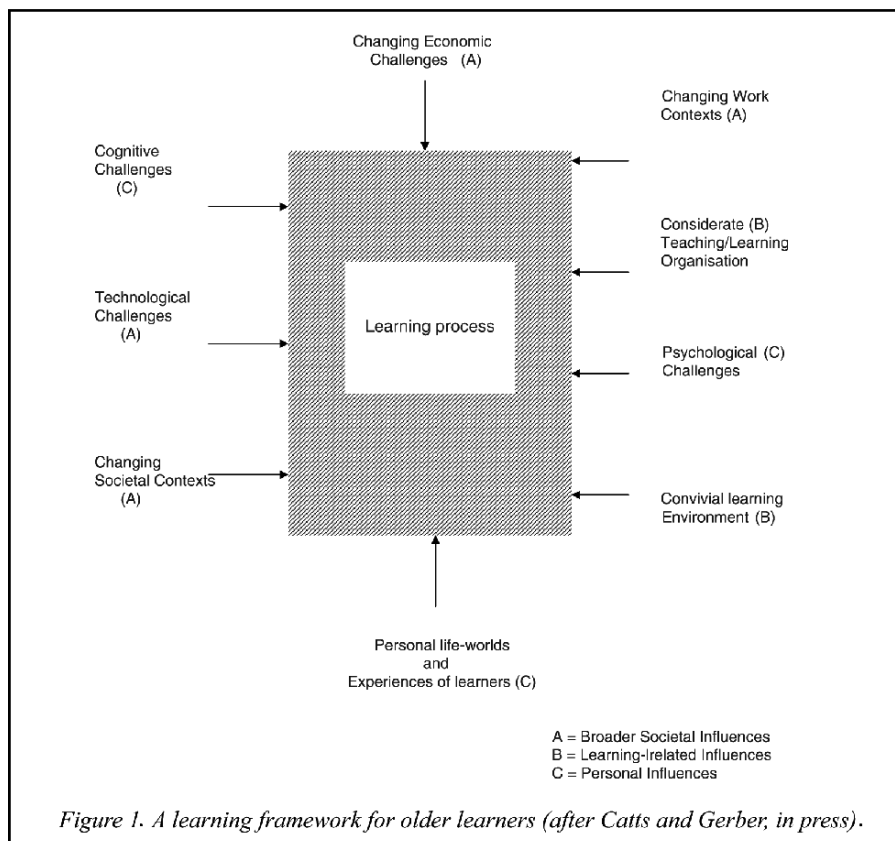 Changing Economic
Challenges (A)
Changing Work
Contexts (A)
Cognitive
Challenges
(C)
Considerate (B)
Teaching/Learning
Organisation
Technological
Challenges
(A)
Learning process
Psychological (C)
Challenges
Changing
Societal Contexts
(A)
Convivial learning
Environment (B)
Personal life-worlds
and
Experiences of learners (C)
A = Broader Societal Influences
B = Learning-Irelated Influences
C = Personal Influences
Figure 1. A learning framework for older learners (after Catts and Gerber, in press).